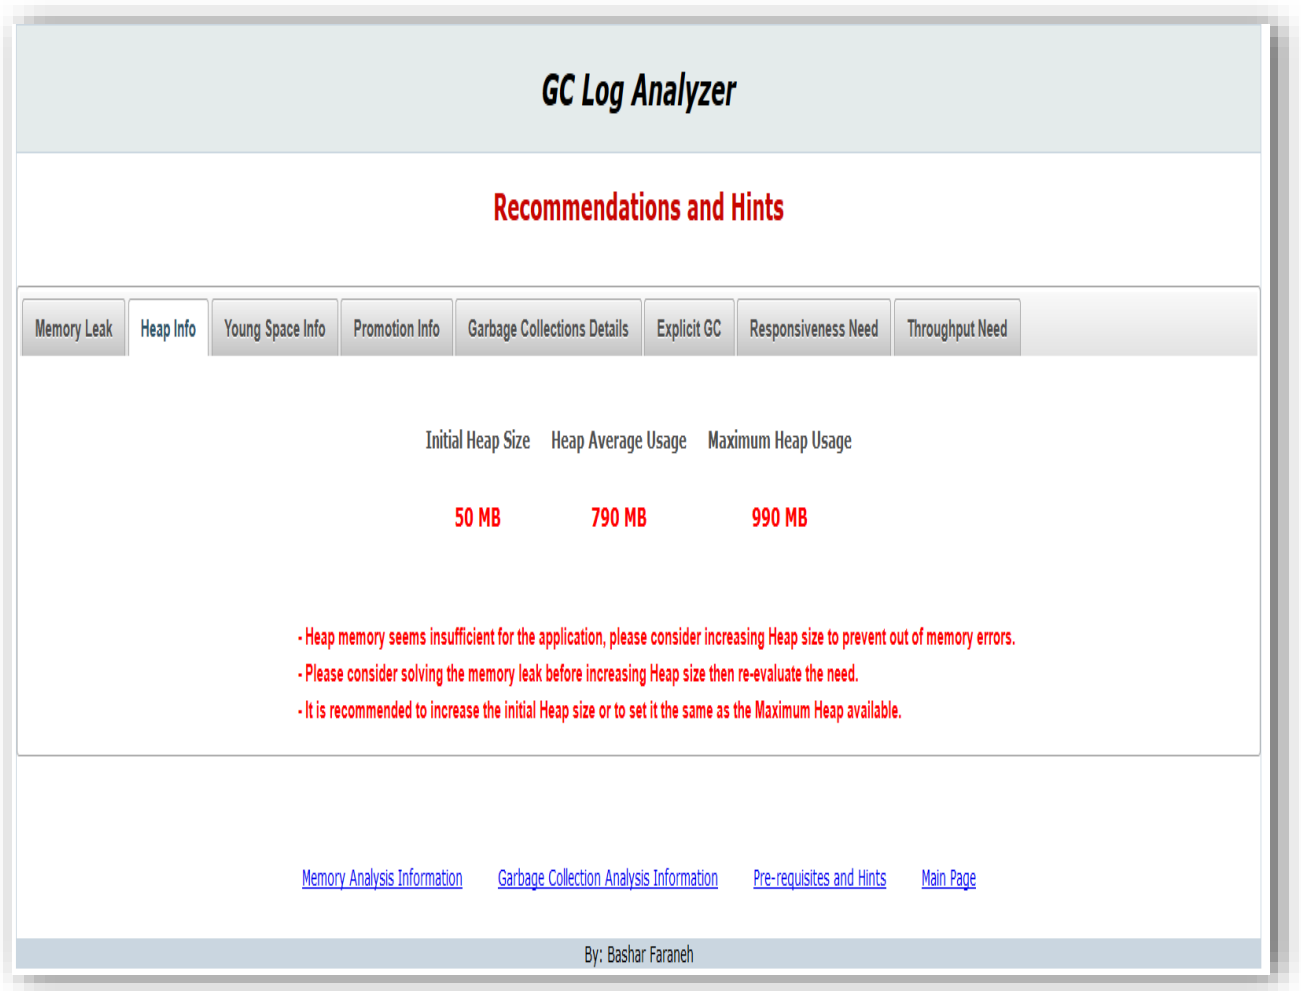 GC Log Analyzer
Recommendations and Hints
Memory Leak Heap Info Young Space Info Promotion Info Garbage Collections Details Explicit GC Responsiveness Need Throughput Need
Initial Heap Size Heap Average Usage Maximum Heap Usage
50 MB 790 MB 990 MB
- Heap memory seems insufficient for the application, please consider increasing Heap size to prevent out of memory errors.
- Please consider solving the memory leak before increasing Heap size then re-evaluate the need.
- It is recommended to increase the initial Heap size or to set it the same as the Maximum Heap available.
Memory Analysis Information Garbage Collection Analysis Information Pre-requisites and Hints Main Page
By: Bashar Faraneh